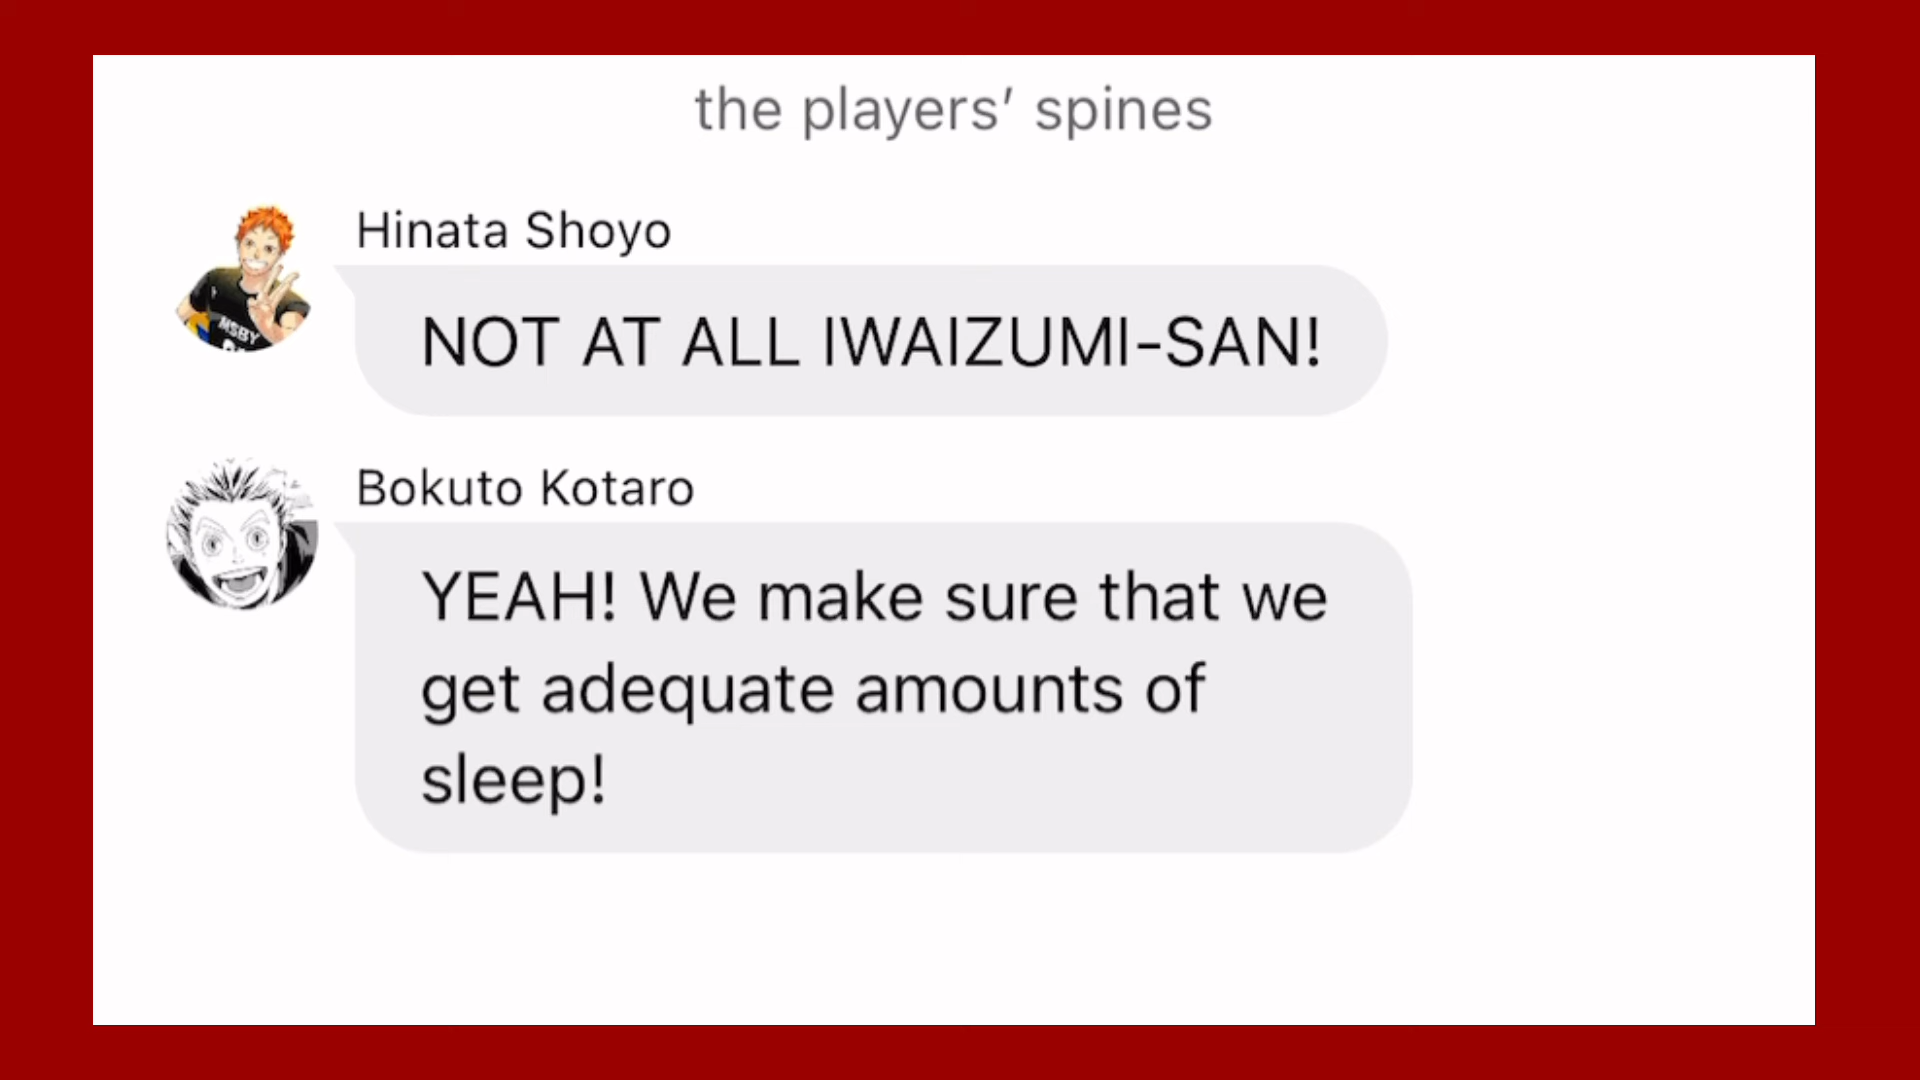 the players’ spines
Hinata Shoyo
NOT AT ALL IWAIZUMI-SAN!
MSBY
Bokuto Kotaro
YEAH! We make sure that we
get adequate amounts of
sleep!